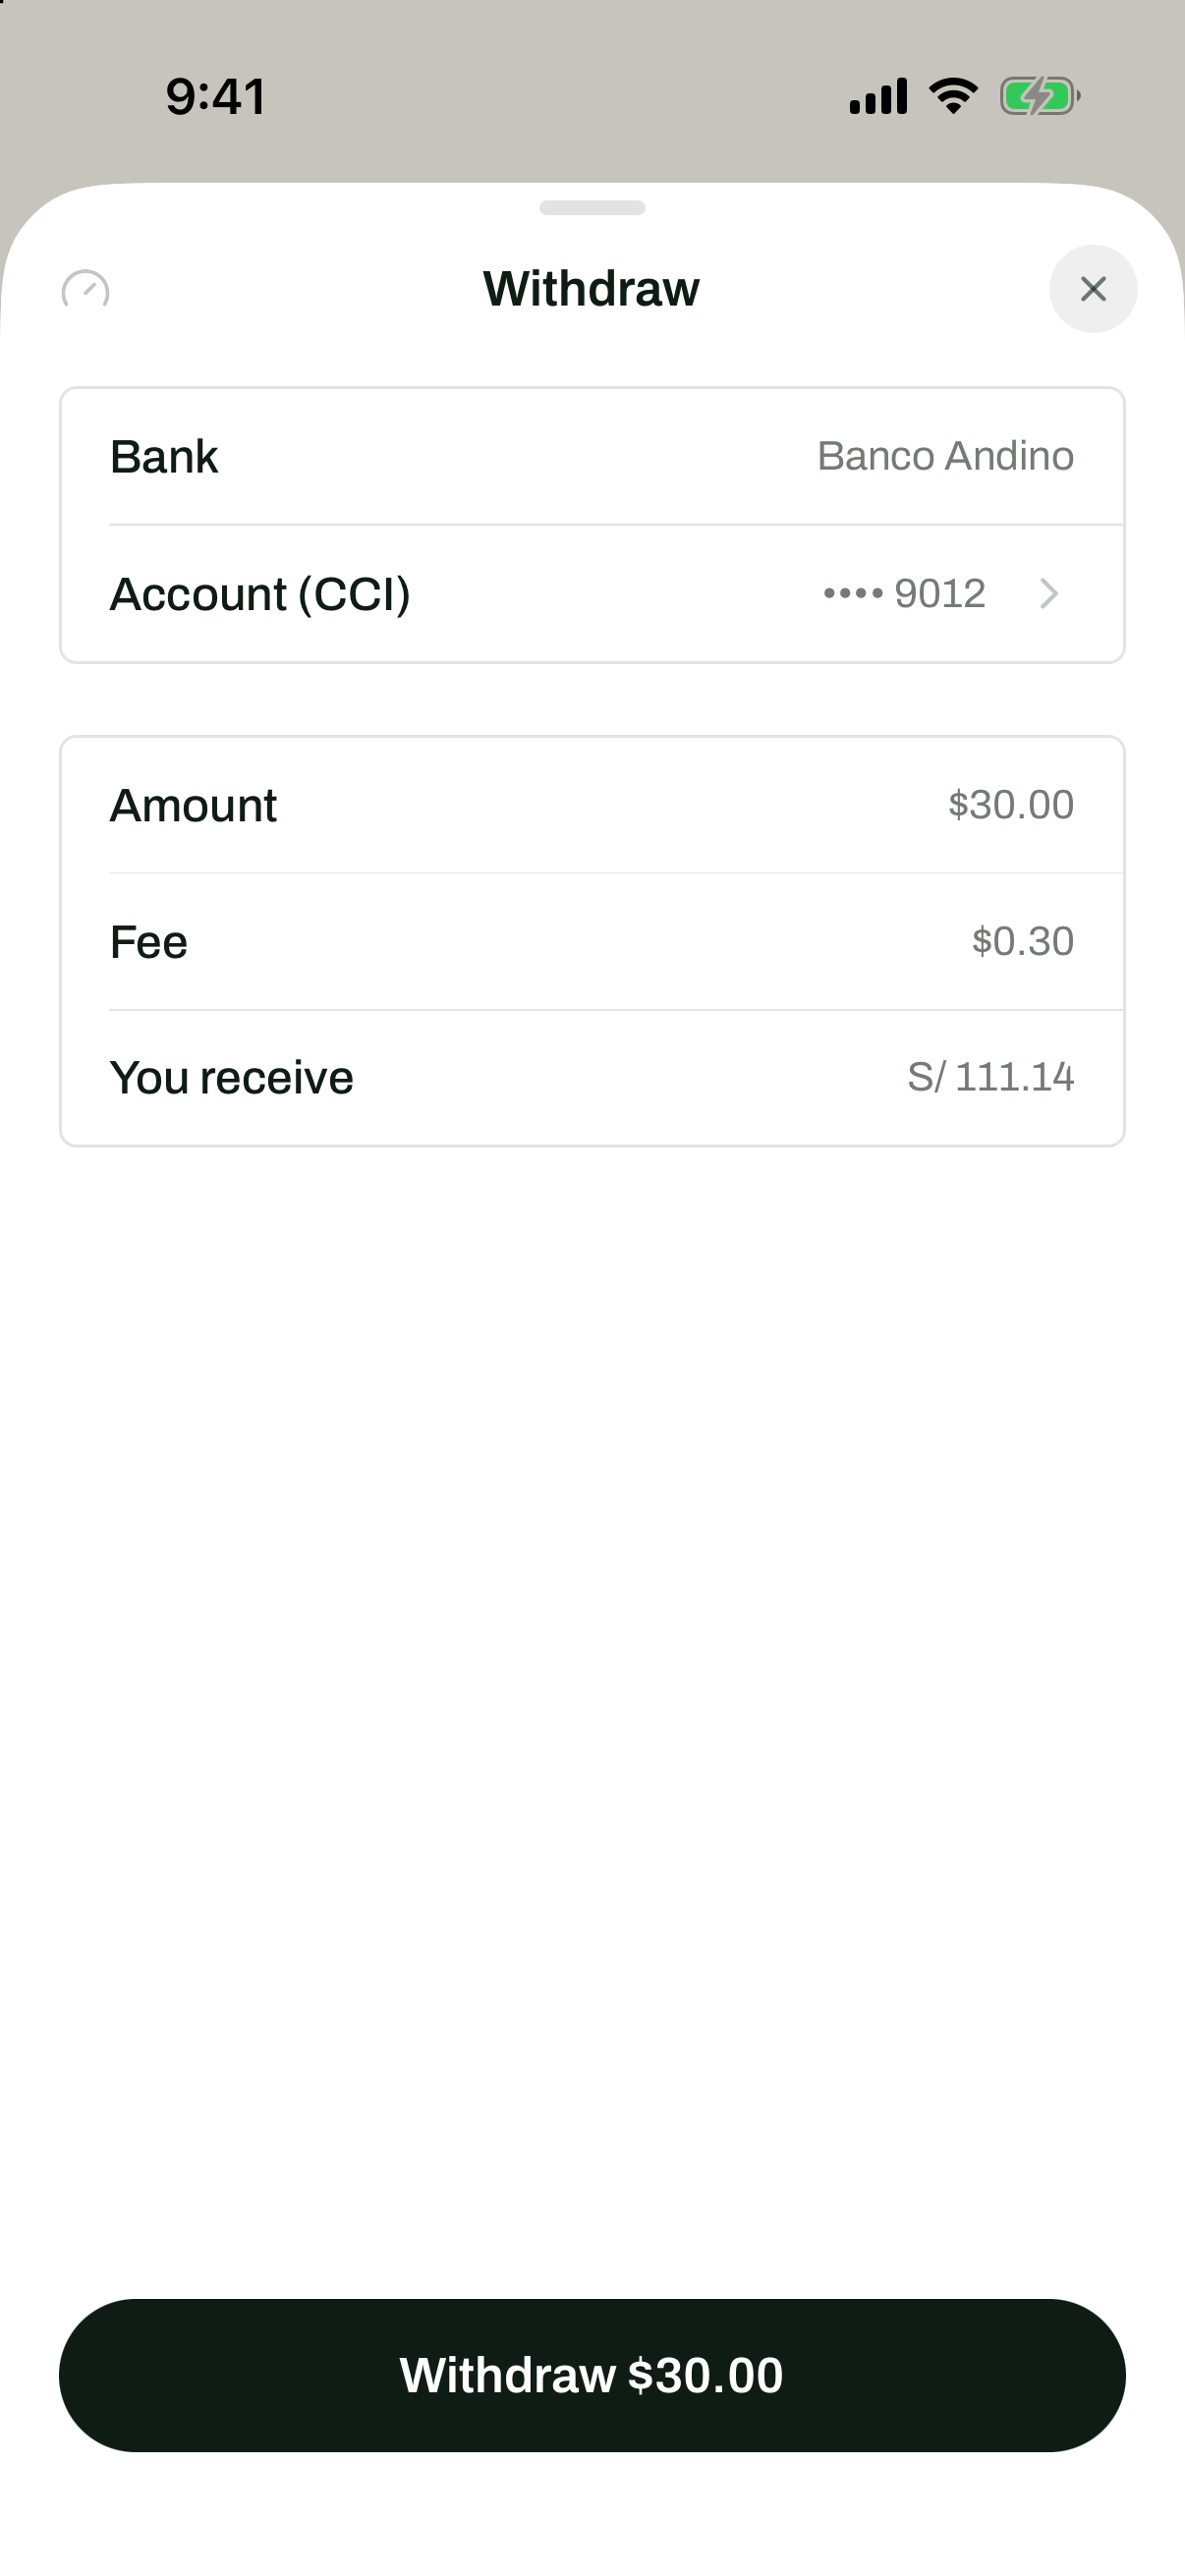 9:41
Withdraw
Bank Banco Andino
Account (CCI) •••• 9012
Amount $30.00
Fee $0.30
You receive S/ 111.14
Withdraw $30.00